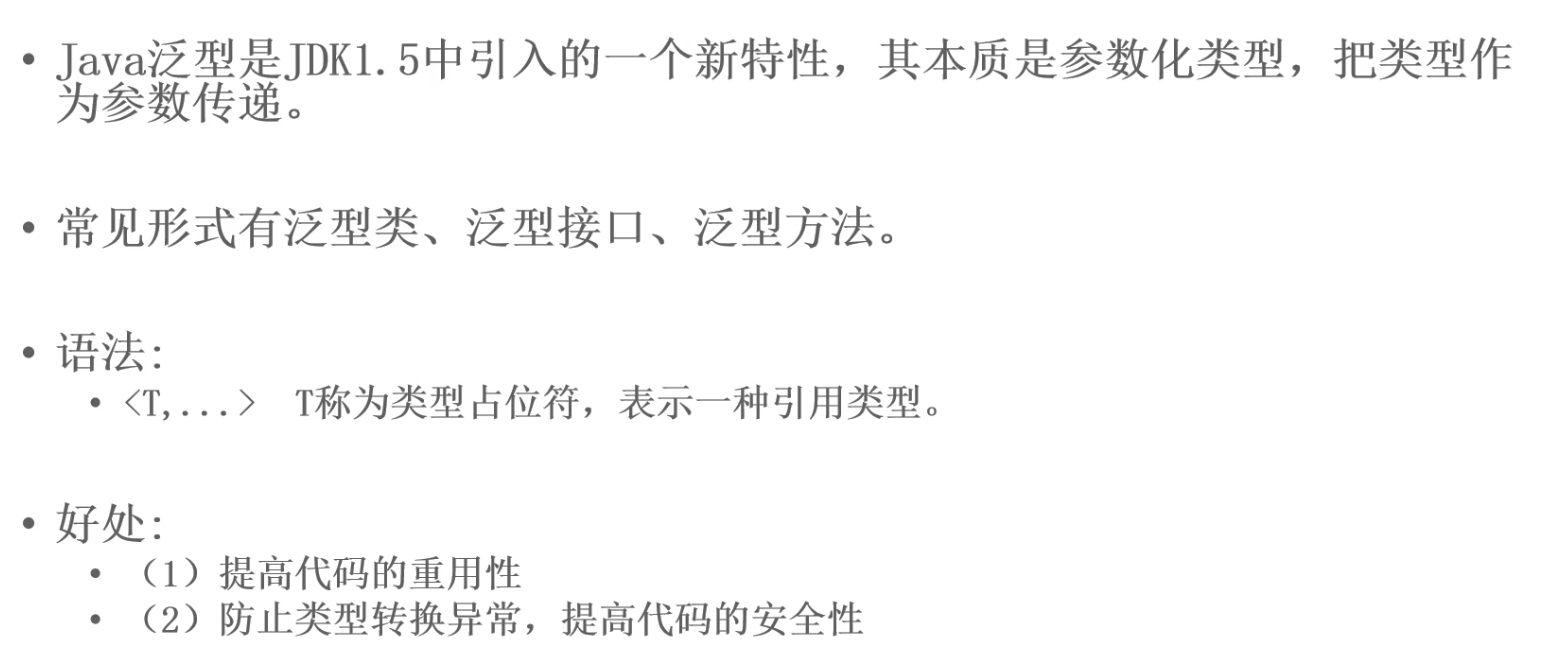 • Java泛型是JDK1.5中引入的一个新特性，其本质是参数化类型，把类型作
为参数传递。
• 常见形式有泛型类、泛型接口、泛型方法。
• 语法:
• <T,...> T称为类型占位符，表示一种引用类型。
• 好处:
• （1）提高代码的重用性
• （2）防止类型转换异常，提高代码的安全性